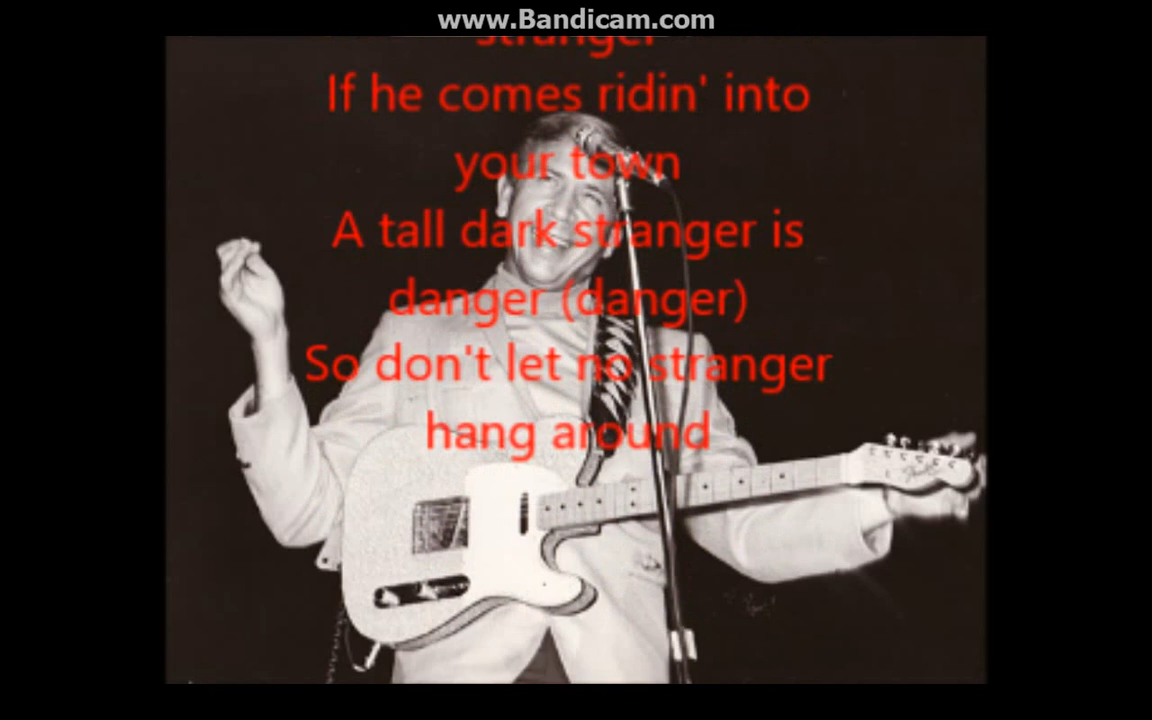 www.Bandicam.com
stranger
If he comes ridin' into
your town
A tall dark stranger is
danger (danger)
So don't let no stranger
hang around